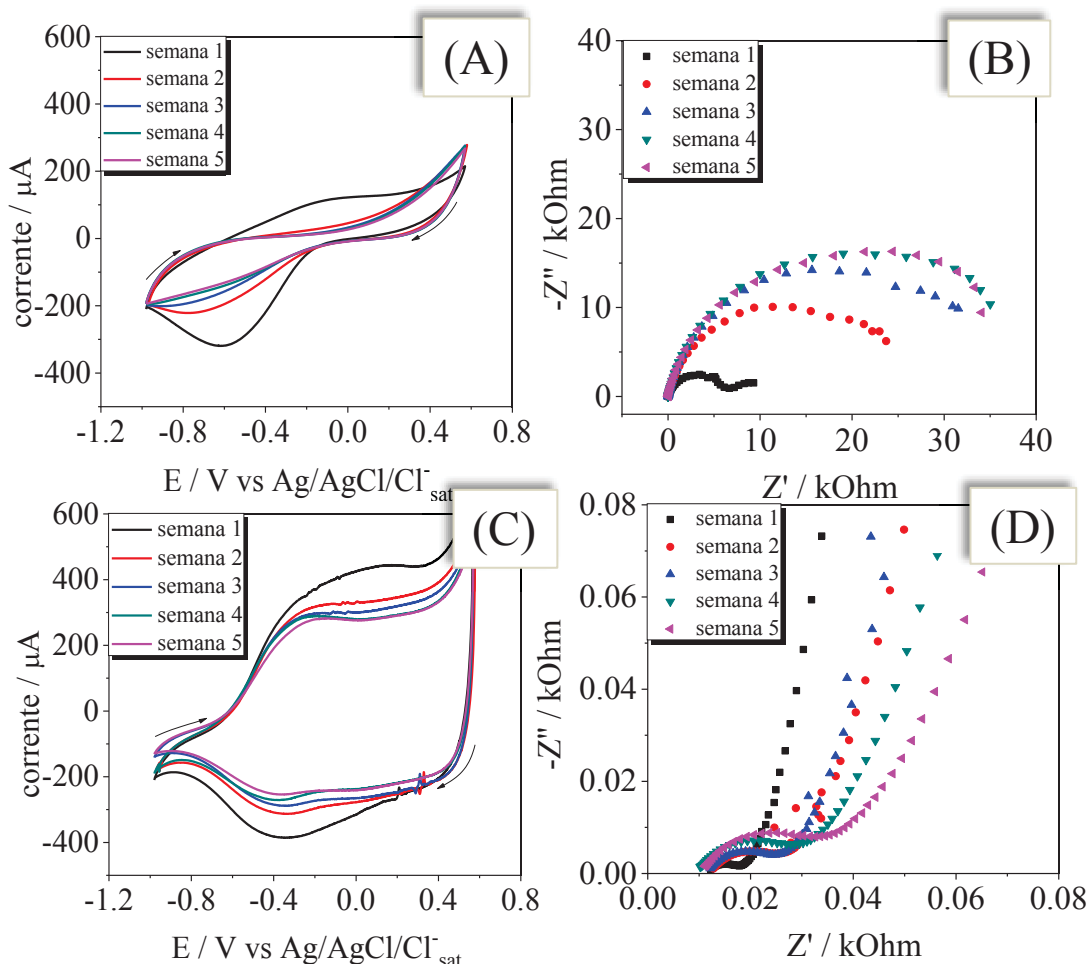 (A)
semana 1
semana 2
semana 3
semana 4
semana 5
600
400
200
0
-200
-400
corrente / µA
-1.2
-0.8
-0.4
0.0
0.4
0.8
E / V vs Ag/AgCl/Cl⁻sat
(B)
semana 1
semana 2
semana 3
semana 4
semana 5
40
30
20
10
0
-Z" / kOhm
0
10
20
30
40
Z' / kOhm
(C)
semana 1
semana 2
semana 3
semana 4
semana 5
600
400
200
0
-200
-400
corrente / µA
-1.2
-0.8
-0.4
0.0
0.4
0.8
E / V vs Ag/AgCl/Cl⁻sat
(D)
semana 1
semana 2
semana 3
semana 4
semana 5
0.08
0.06
0.04
0.02
0.00
-Z" / kOhm
0.00
0.02
0.04
0.06
0.08
Z' / kOhm